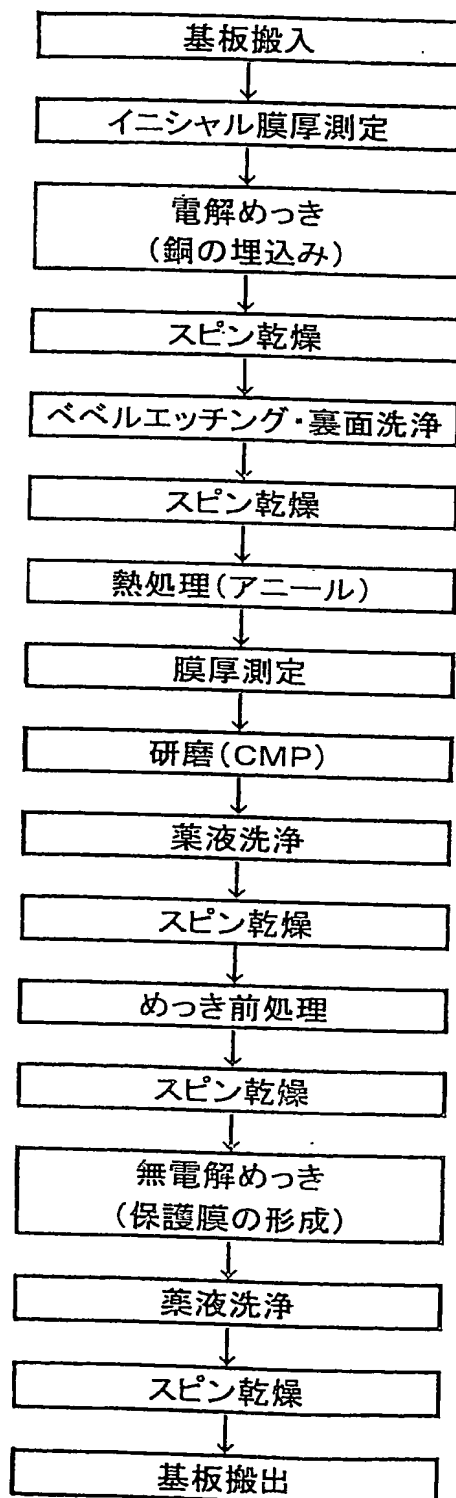 基板搬入
イニシャル膜厚測定
電解めっき
(銅の埋込み)
スピン乾燥
ベベルエッチング・裏面洗浄
スピン乾燥
熱処理(アニール)
膜厚測定
研磨(CMP)
薬液洗浄
スピン乾燥
めっき前処理
スピン乾燥
無電解めっき
(保護膜の形成)
薬液洗浄
スピン乾燥
基板搬出